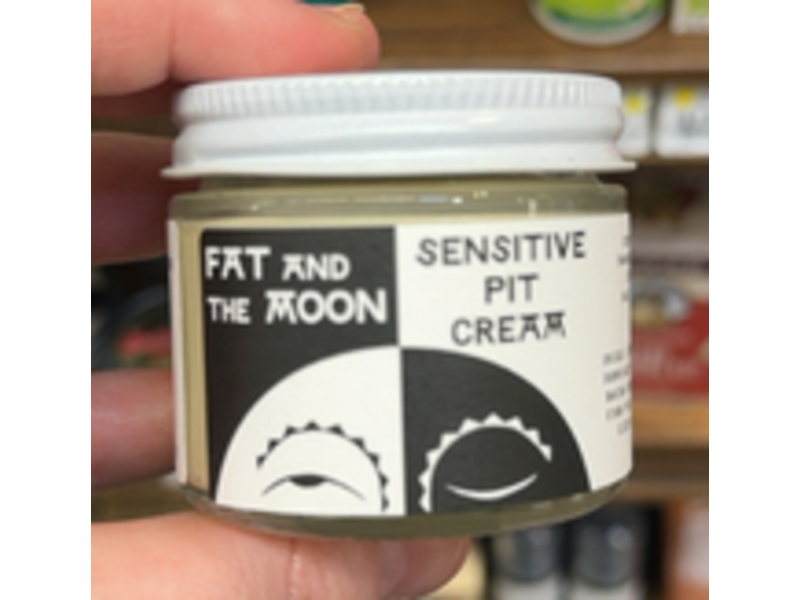 FAT AND
THE MOON
SENSITIVE
PIT
CREAM